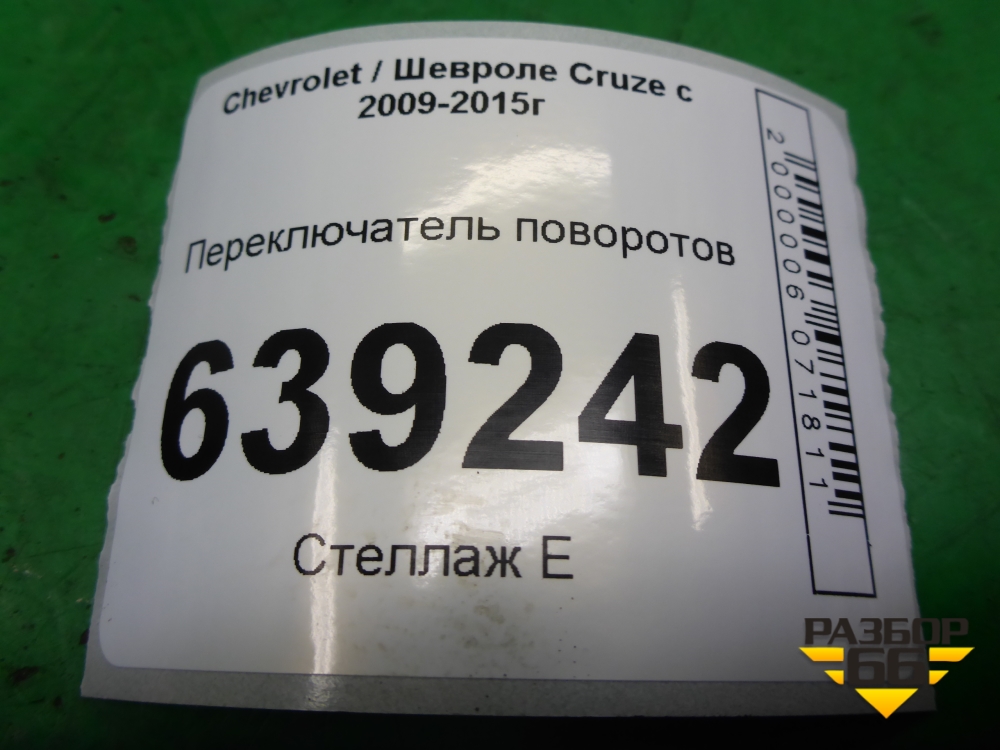 Chevrolet / Шевроле Cruze с
2009-2015г
Переключатель поворотов
639242
Стеллаж Е
2000006071811
РАЗБОР
66